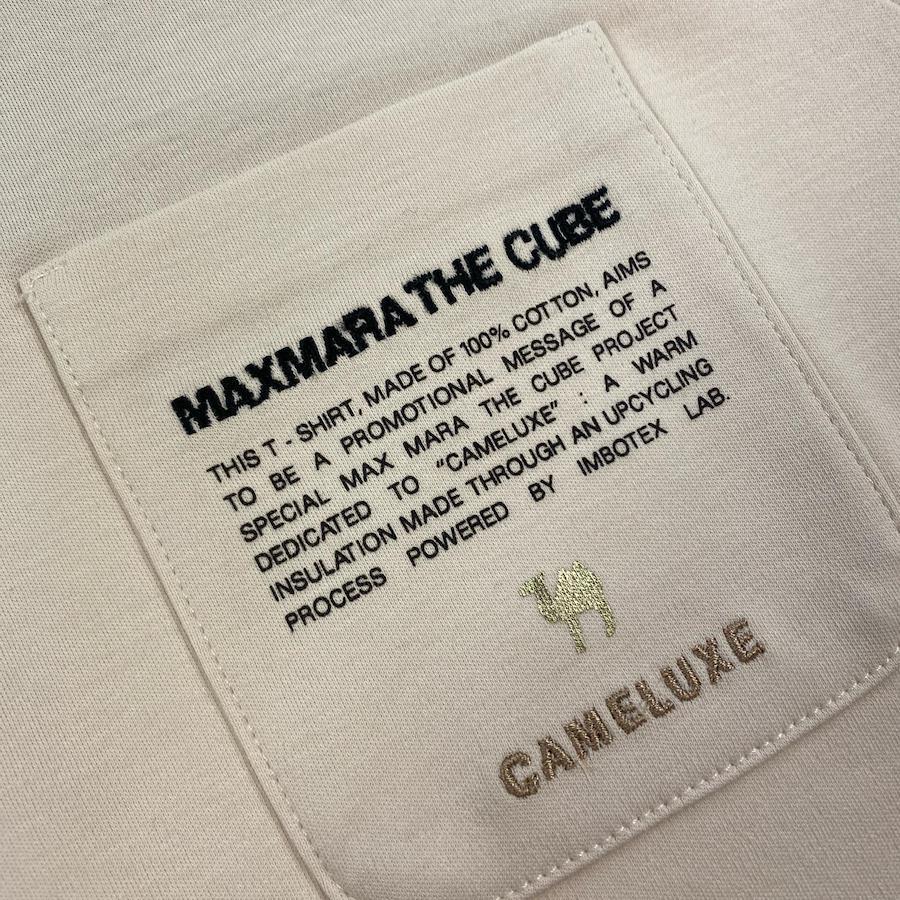 MAXMARA THE CUBE
THIS T - SHIRT, MADE OF 100% COTTON, AIMS
TO BE A PROMOTIONAL MESSAGE OF A
SPECIAL MAX MARA THE CUBE PROJECT
DEDICATED TO “CAMELUXE” : A WARM
INSULATION MADE THROUGH AN UPCYCLING
PROCESS POWERED BY IMBOTEX LAB.
CAMELUXE